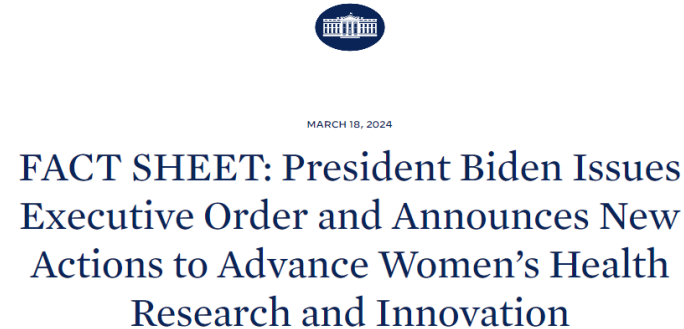 MARCH 18, 2024
FACT SHEET: President Biden Issues
Executive Order and Announces New
Actions to Advance Women’s Health
Research and Innovation